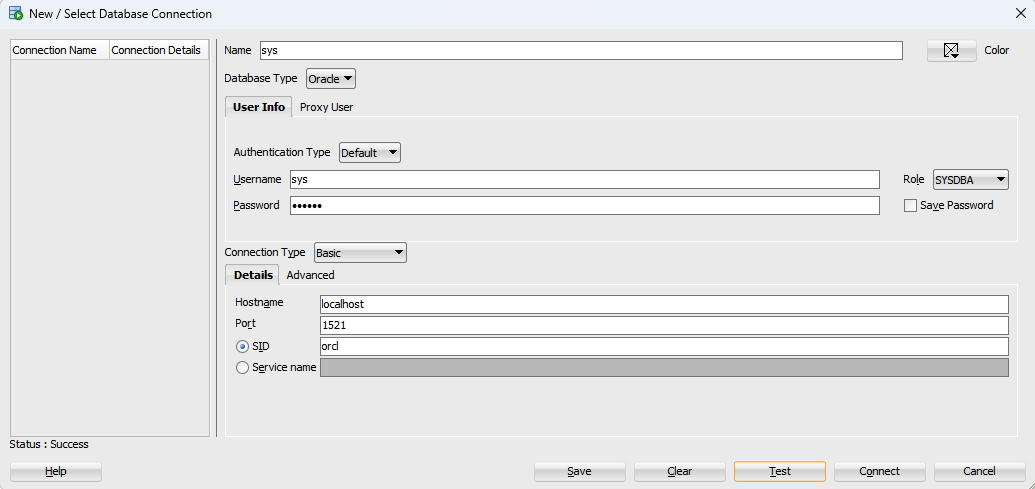 New / Select Database Connection
Connection Name Connection Details
Name sys Color
Database Type Oracle
User Info Proxy User
Authentication Type Default
Username sys Role SYSDBA
Password •••••• Save Password
Connection Type Basic
Details Advanced
Hostname localhost
Port 1521
SID orcl
Service name
Status : Success
Help Save Clear Test Connect Cancel